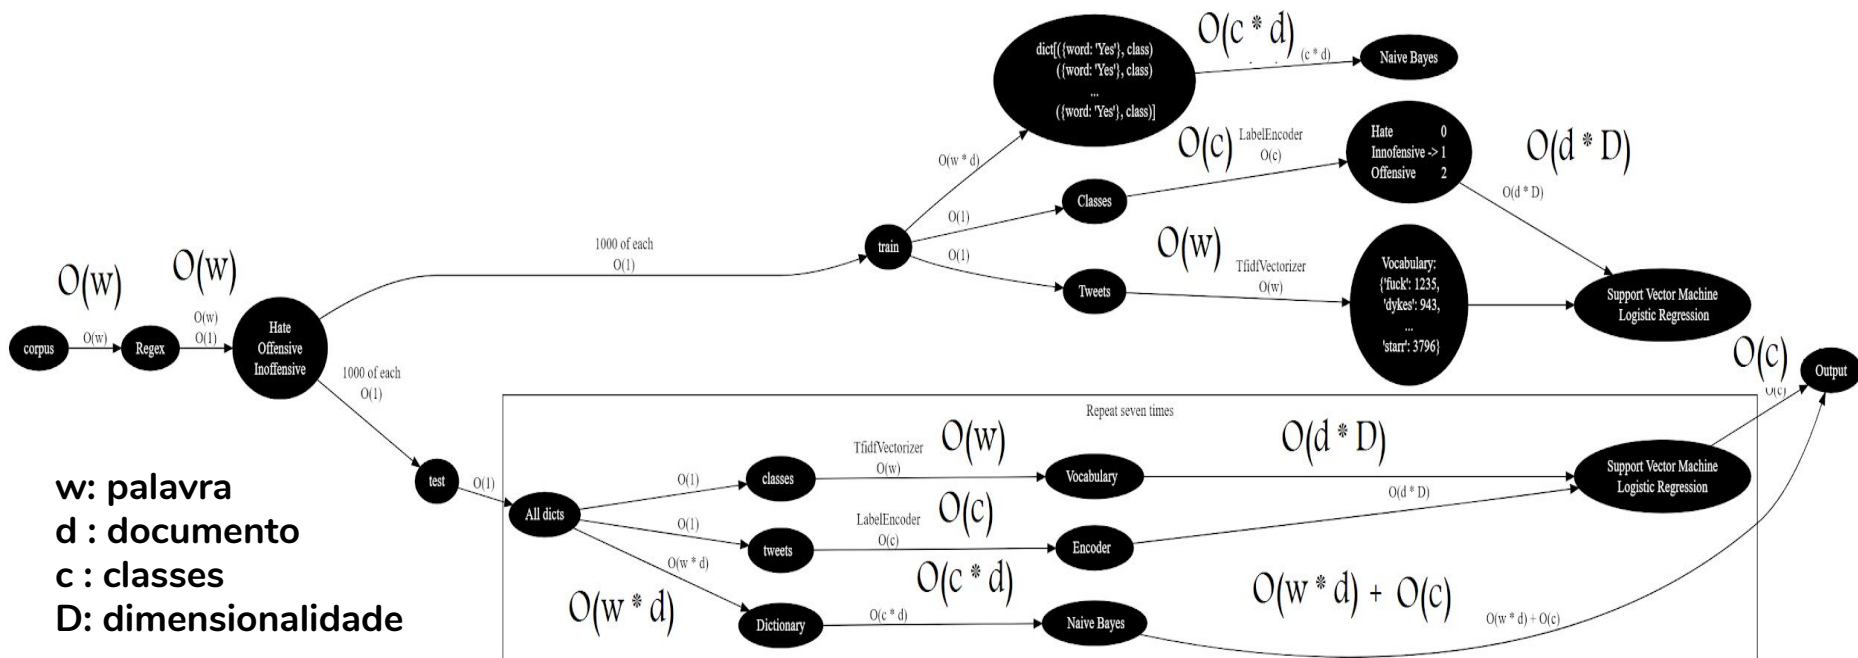 dict[({word: 'Yes'}, class)
({word: 'Yes'}, class)
...
({word: 'Yes'}, class)]
O(c * d)
(c * d)
Naive Bayes
O(w * d)
O(c)
LabelEncoder
O(c)
Hate 0
Innofensive -> 1
Offensive 2
O(d * D)
O(d * D)
Classes
O(1)
train
O(1)
Tweets
O(w)
TfidfVectorizer
O(w)
Vocabulary:
{'fuck': 1235,
'dykes': 943,
...
'starr': 3796}
Support Vector Machine
Logistic Regression
1000 of each
O(1)
O(w)
O(w)
corpus
O(w)
Regex
O(w)
O(1)
Hate
Offensive
Inoffensive
1000 of each
O(1)
O(c)
O(c)
Output
Repeat seven times
test
O(1)
All dicts
O(1)
classes
TfidfVectorizer
O(w)
O(w)
Vocabulary
O(d * D)
O(d * D)
Support Vector Machine
Logistic Regression
O(1)
tweets
LabelEncoder
O(c)
O(c)
Encoder
O(w * d)
O(w * d)
Dictionary
O(c * d)
O(c * d)
Naive Bayes
O(w * d) + O(c)
O(w * d) + O(c)
w: palavra
d : documento
c : classes
D: dimensionalidade